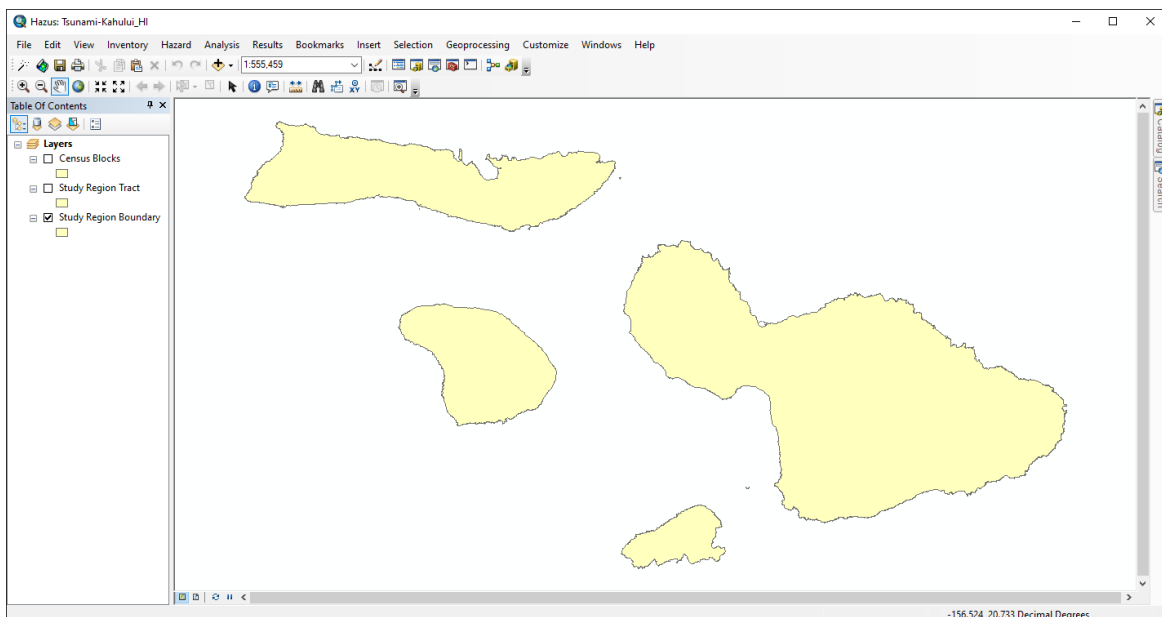 Hazus: Tsunami-Kahului_HI
File Edit View Inventory Hazard Analysis Results Bookmarks Insert Selection Geoprocessing Customize Windows Help
1:555,459
Table Of Contents
Layers
Census Blocks
Study Region Tract
Study Region Boundary
Catalog
Search
-156.524 20.733 Decimal Degrees